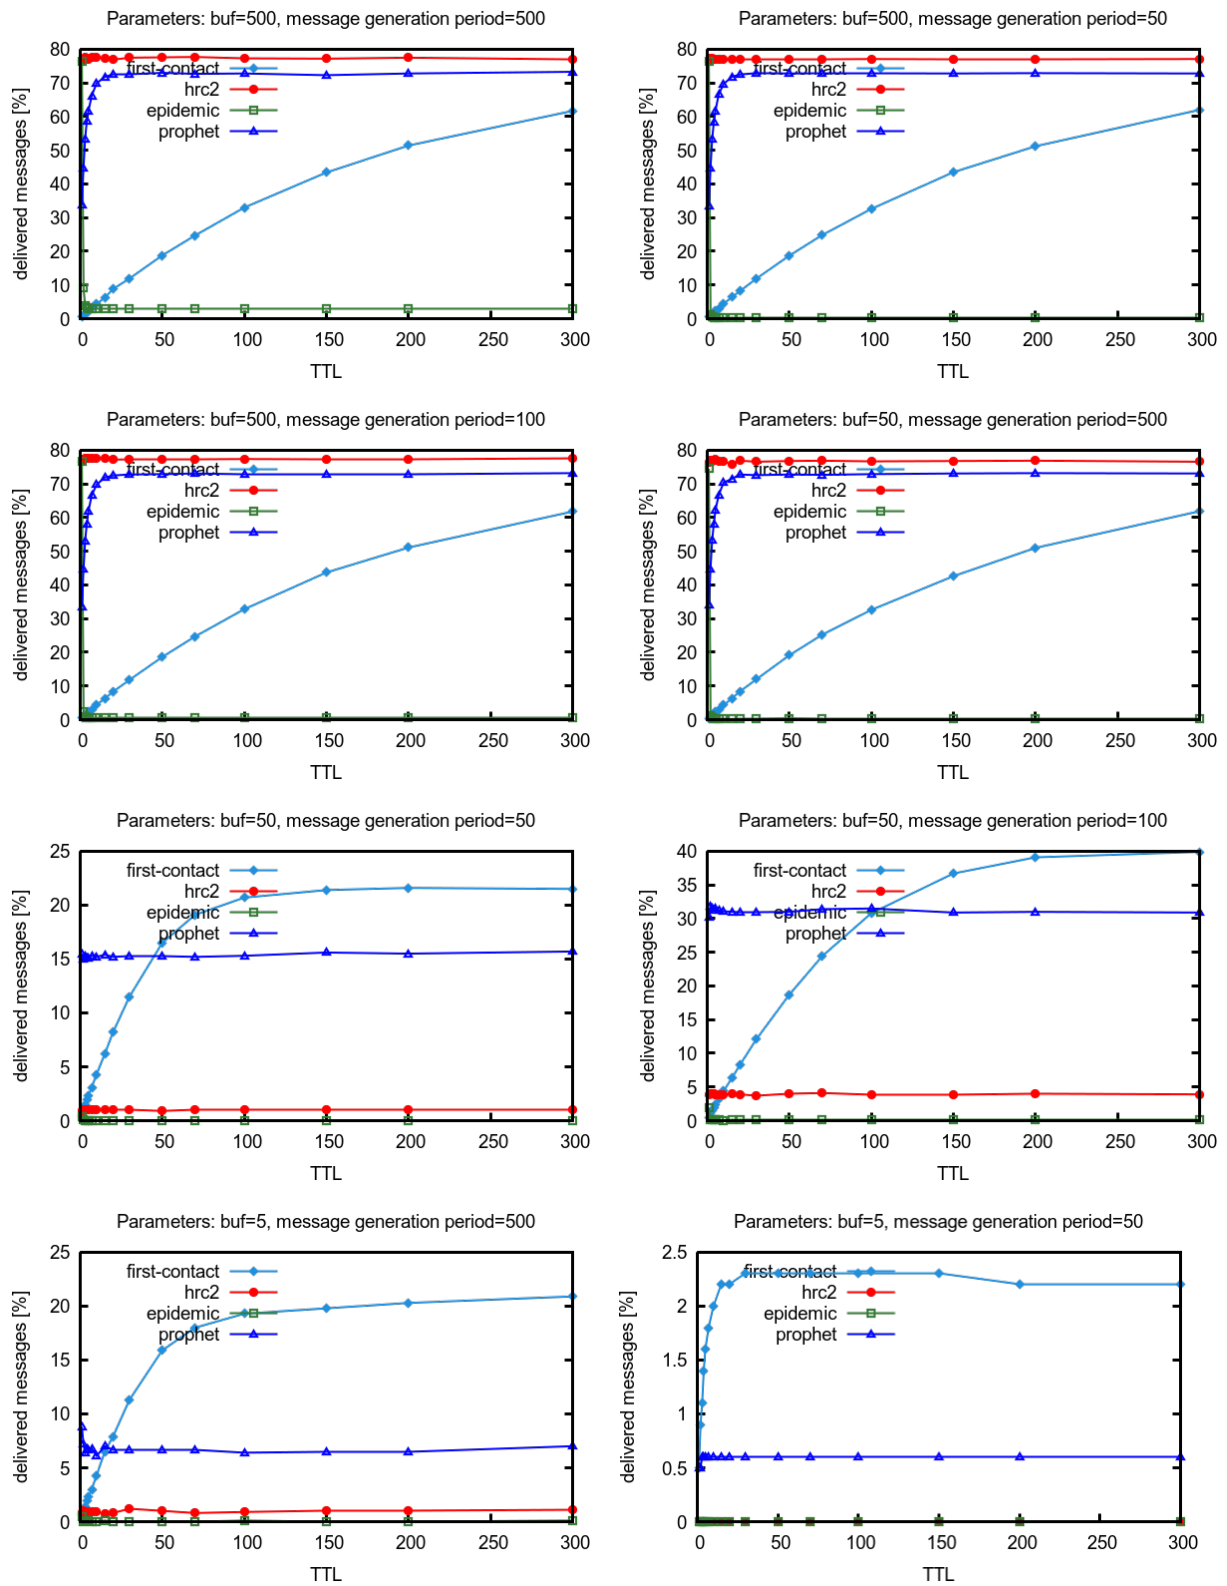 Parameters: buf=500, message generation period=500
delivered messages [%]
80
70
60
50
40
30
20
10
0
first-contact
hrc2
epidemic
prophet
0 50 100 150 200 250 300
TTL
Parameters: buf=500, message generation period=50
delivered messages [%]
80
70
60
50
40
30
20
10
0
first-contact
hrc2
epidemic
prophet
0 50 100 150 200 250 300
TTL
Parameters: buf=500, message generation period=100
delivered messages [%]
80
70
60
50
40
30
20
10
0
first-contact
hrc2
epidemic
prophet
0 50 100 150 200 250 300
TTL
Parameters: buf=50, message generation period=500
delivered messages [%]
80
70
60
50
40
30
20
10
0
first-contact
hrc2
epidemic
prophet
0 50 100 150 200 250 300
TTL
Parameters: buf=50, message generation period=50
delivered messages [%]
25
20
15
10
5
0
first-contact
hrc2
epidemic
prophet
0 50 100 150 200 250 300
TTL
Parameters: buf=50, message generation period=100
delivered messages [%]
40
35
30
25
20
15
10
5
0
first-contact
hrc2
epidemic
prophet
0 50 100 150 200 250 300
TTL
Parameters: buf=5, message generation period=500
delivered messages [%]
25
20
15
10
5
0
first-contact
hrc2
epidemic
prophet
0 50 100 150 200 250 300
TTL
Parameters: buf=5, message generation period=50
delivered messages [%]
2.5
2
1.5
1
0.5
0
first-contact
hrc2
epidemic
prophet
0 50 100 150 200 250 300
TTL